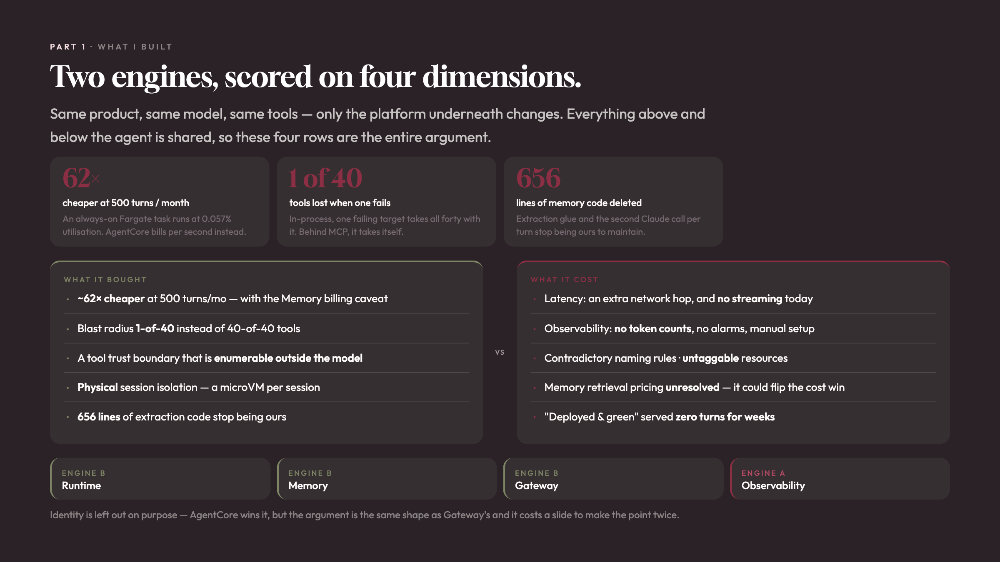 PART 1 · WHAT I BUILT
Two engines, scored on four dimensions.
Same product, same model, same tools — only the platform underneath changes. Everything above and
below the agent is shared, so these four rows are the entire argument.
62×
cheaper at 500 turns / month
An always-on Fargate task runs at 0.057%
utilisation. AgentCore bills per second instead.
1 of 40
tools lost when one fails
In-process, one failing target takes all forty with
it. Behind MCP, it takes itself.
656
lines of memory code deleted
Extraction glue and the second Claude call per
turn stop being ours to maintain.
WHAT IT BOUGHT
· ~62× cheaper at 500 turns/mo — with the Memory billing caveat
· Blast radius 1-of-40 instead of 40-of-40 tools
· A tool trust boundary that is enumerable outside the model
· Physical session isolation — a microVM per session
· 656 lines of extraction code stop being ours
VS
WHAT IT COST
· Latency: an extra network hop, and no streaming today
· Observability: no token counts, no alarms, manual setup
· Contradictory naming rules · untaggable resources
· Memory retrieval pricing unresolved — it could flip the cost win
· "Deployed & green" served zero turns for weeks
ENGINE B
Runtime
ENGINE B
Memory
ENGINE B
Gateway
ENGINE A
Observability
Identity is left out on purpose — AgentCore wins it, but the argument is the same shape as Gateway's and it costs a slide to make the point twice.